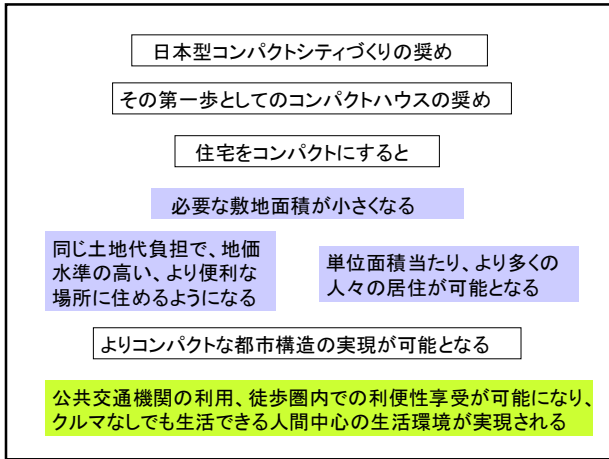 日本型コンパクトシティづくりの奨め
その第一歩としてのコンパクトハウスの奨め
住宅をコンパクトにすると
必要な敷地面積が小さくなる
同じ土地代負担で、地価
水準の高い、より便利な
場所に住めるようになる
単位面積当たり、より多くの
人々の居住が可能となる
よりコンパクトな都市構造の実現が可能となる
公共交通機関の利用、徒歩圏内での利便性享受が可能になり、
クルマなしでも生活できる人間中心の生活環境が実現される